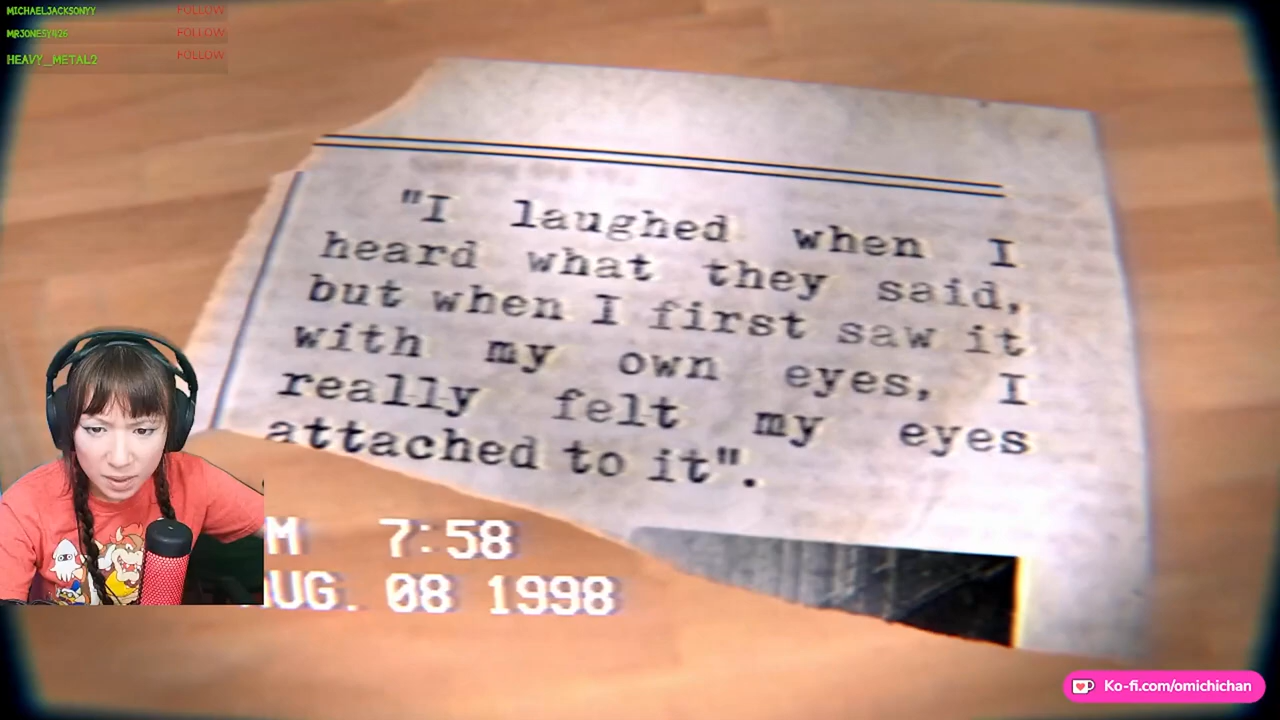 MICHAELJACKSONYY FOLLOW
MRJONESY426 FOLLOW
HEAVY_METAL2 FOLLOW
"I laughed when I
heard what they said,
but when I first saw it
with my own eyes, I
really felt my eyes
attached to it".
M 7:58
UG. 08 1998
Ko-fi.com/omichichan